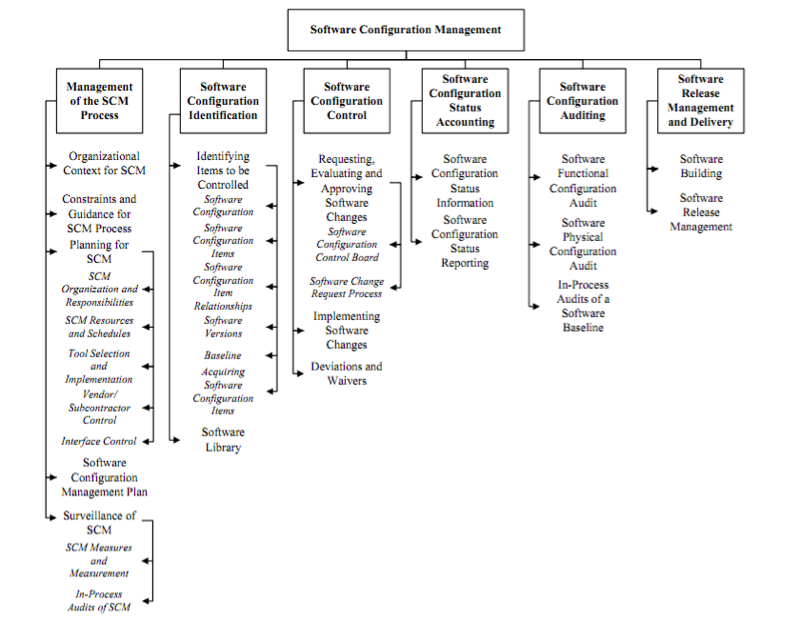 Software Configuration Management
Management
of the SCM
Process
Organizational
Context for SCM
Constraints and
Guidance for
SCM Process
Planning for
SCM
SCM
Organization and
Responsibilities
SCM Resources
and Schedules
Tool Selection
and
Implementation
Vendor/
Subcontractor
Control
Interface Control
Software
Configuration
Management Plan
Surveillance of
SCM
SCM Measures
and
Measurement
In-Process
Audits of SCM
Software
Configuration
Identification
Identifying
Items to be
Controlled
Software
Configuration
Software
Configuration
Items
Software
Configuration
Item
Relationships
Software
Versions
Baseline
Acquiring
Software
Configuration
Items
Software
Library
Software
Configuration
Control
Requesting,
Evaluating and
Approving
Software
Changes
Software
Configuration
Control Board
Software Change
Request Process
Implementing
Software
Changes
Deviations and
Waivers
Software
Configuration
Status
Accounting
Software
Configuration
Status
Information
Software
Configuration
Status
Reporting
Software
Configuration
Auditing
Software
Functional
Configuration
Audit
Software
Physical
Configuration
Audit
In-Process
Audits of a
Software
Baseline
Software
Release
Management
and Delivery
Software
Building
Software
Release
Management